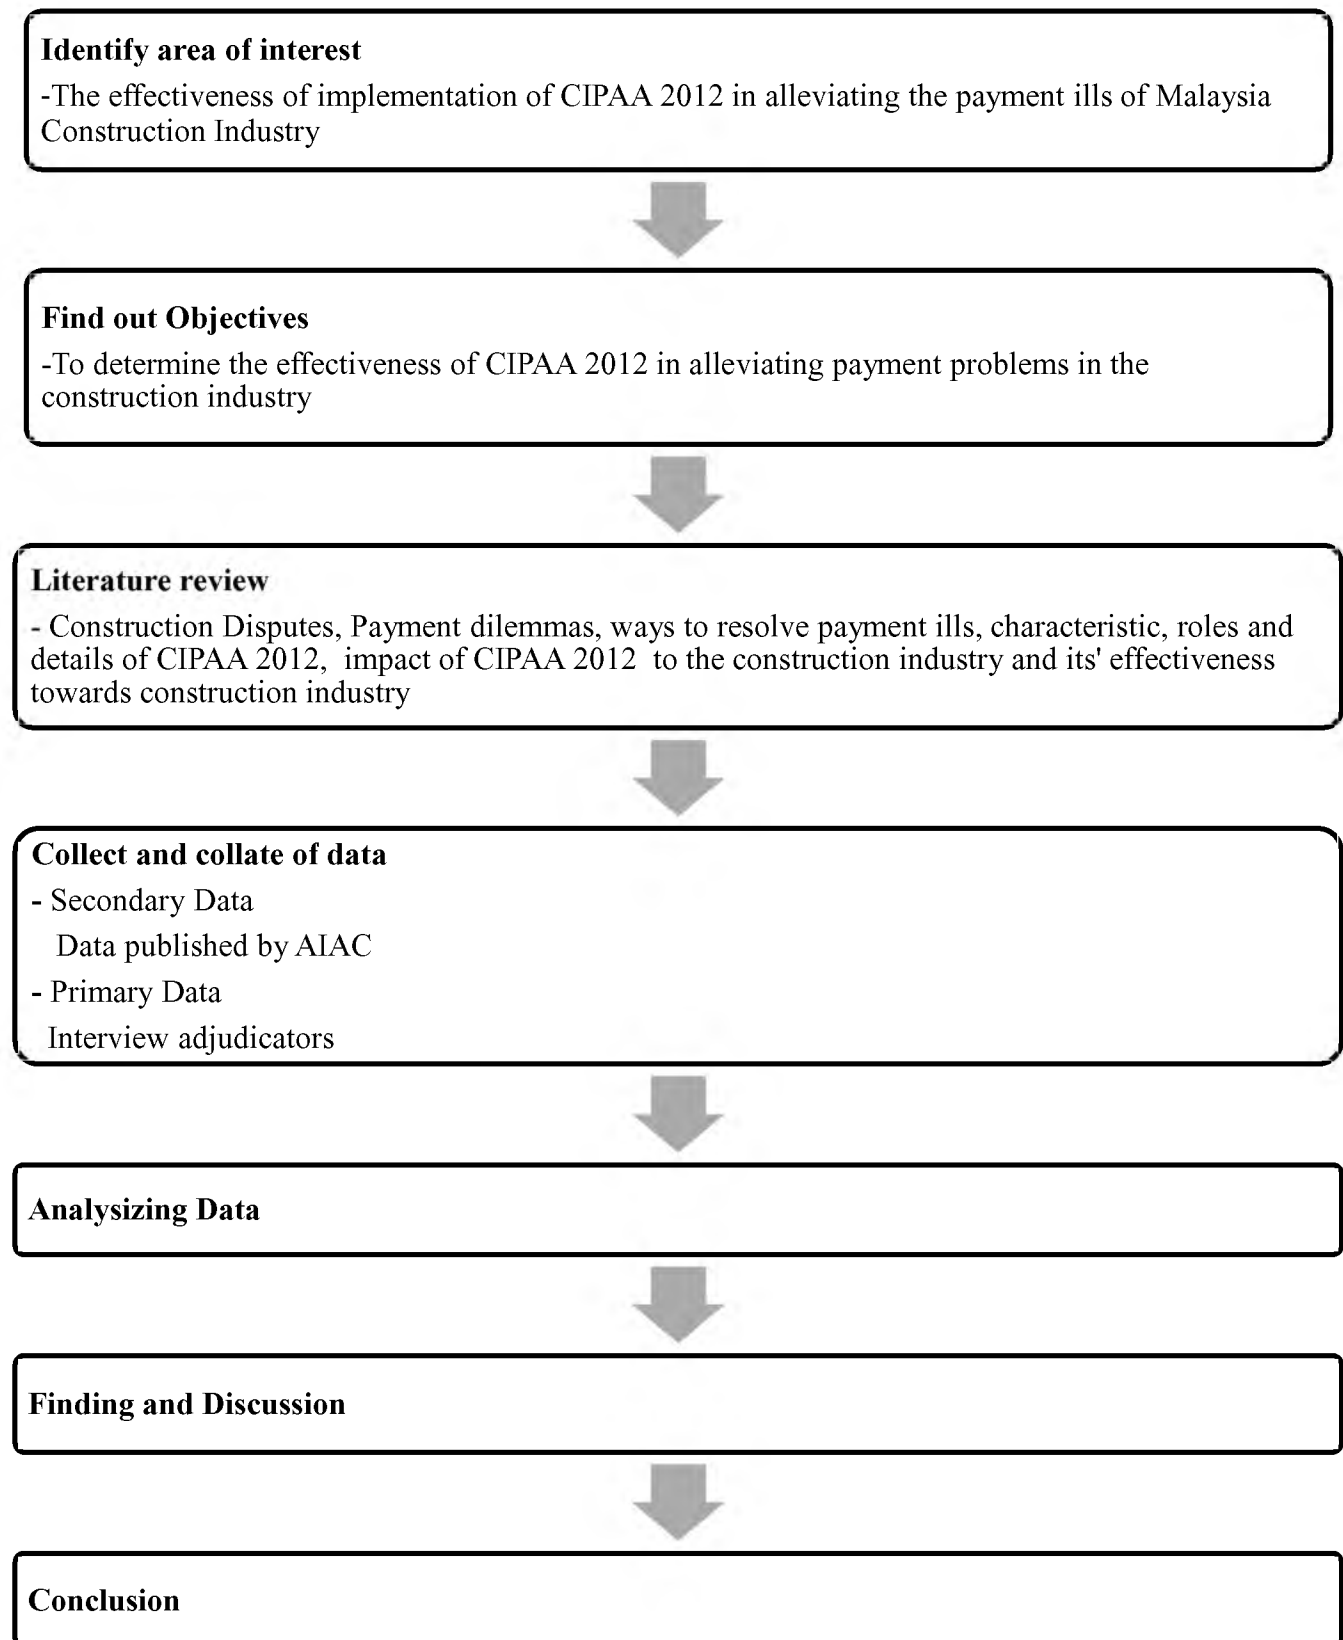 Identify area of interest
-The effectiveness of implementation of CIPAA 2012 in alleviating the payment ills of Malaysia
Construction Industry
Find out Objectives
-To determine the effectiveness of CIPAA 2012 in alleviating payment problems in the
construction industry
Literature review
- Construction Disputes, Payment dilemmas, ways to resolve payment ills, characteristic, roles and
details of CIPAA 2012, impact of CIPAA 2012 to the construction industry and its' effectiveness
towards construction industry
Collect and collate of data
- Secondary Data
Data published by AIAC
- Primary Data
Interview adjudicators
Analysizing Data
Finding and Discussion
Conclusion